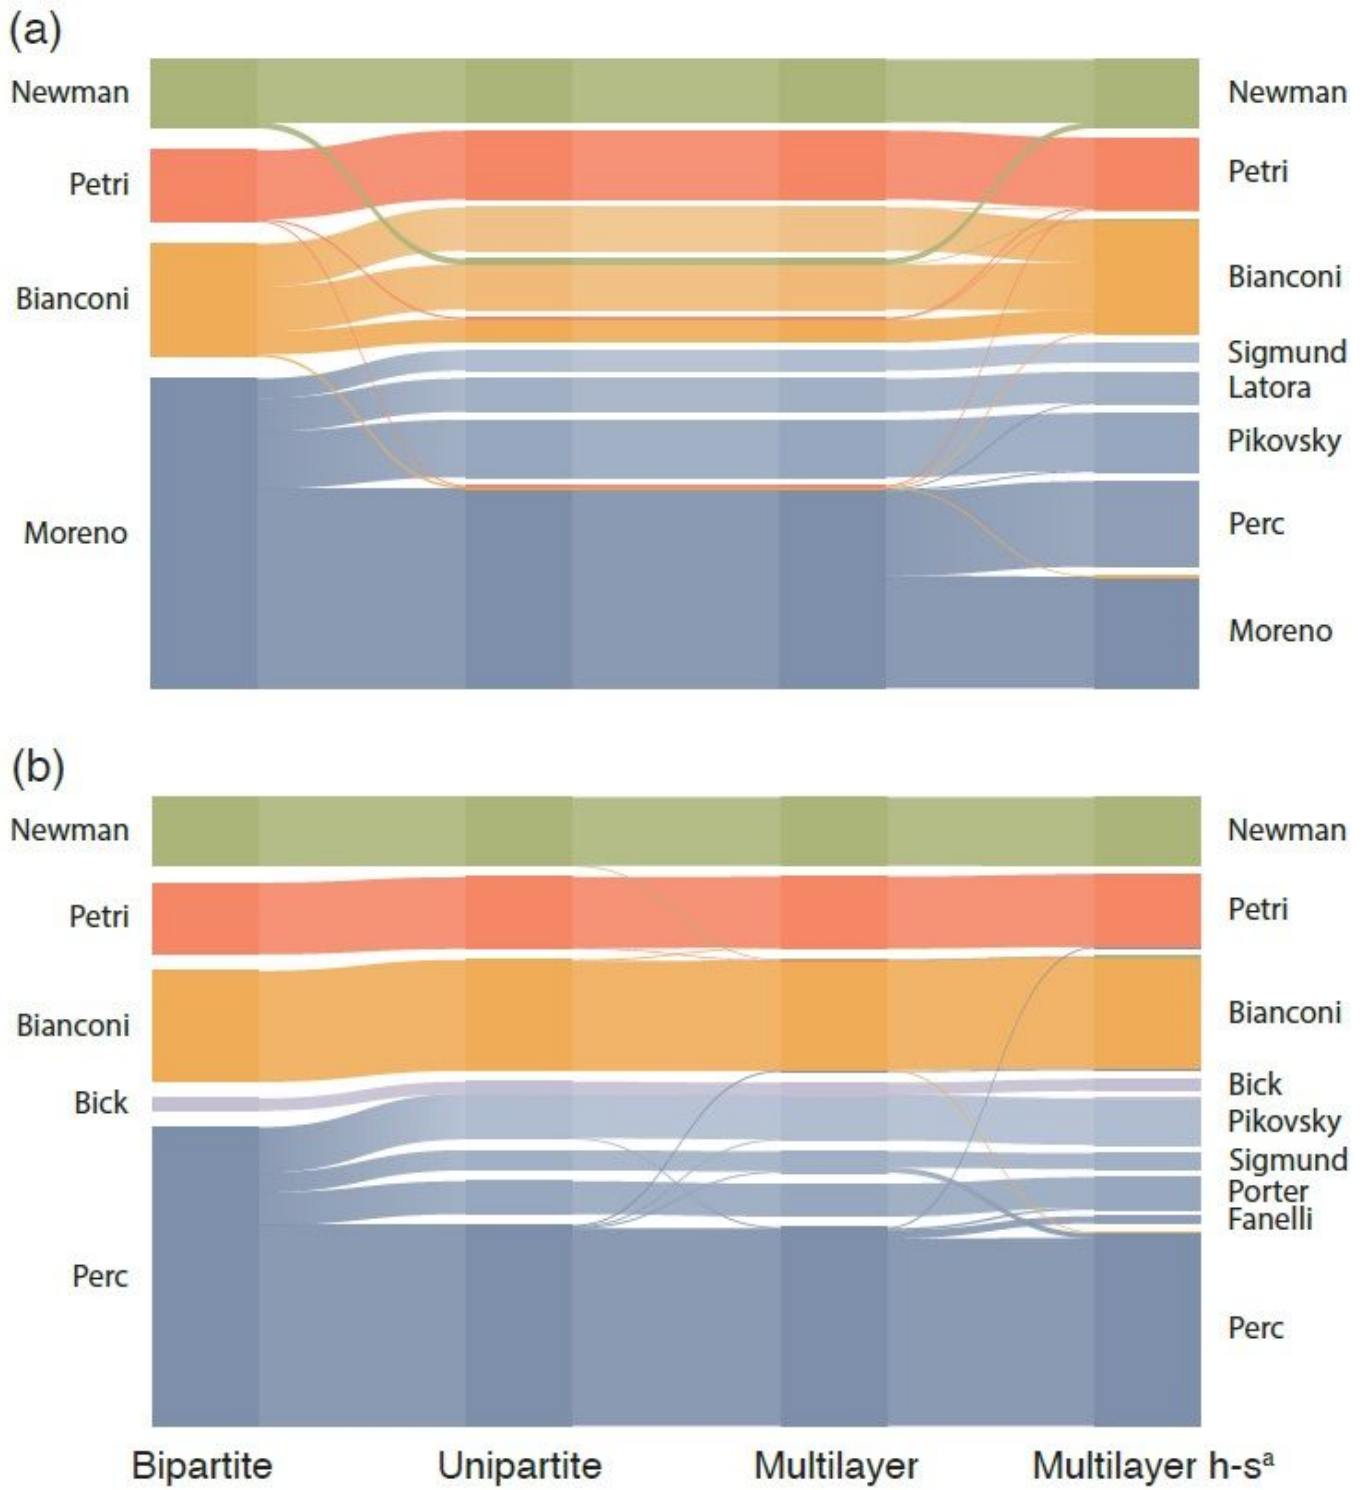 (a)
Newman
Petri
Bianconi
Moreno
Newman
Petri
Bianconi
Sigmund
Latora
Pikovsky
Perc
Moreno
(b)
Newman
Petri
Bianconi
Bick
Perc
Newman
Petri
Bianconi
Bick
Pikovsky
Sigmund
Porter
Fanelli
Perc
Bipartite Unipartite Multilayer Multilayer h-sᵃ